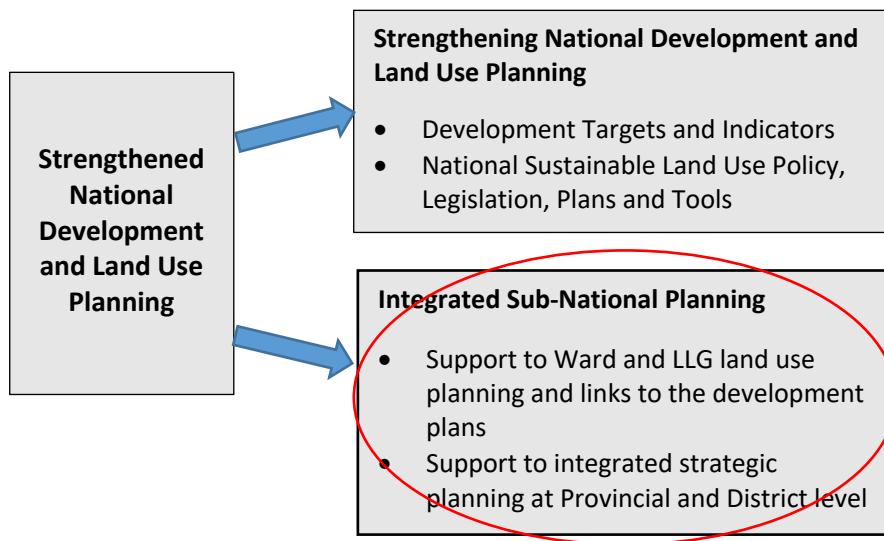 Strengthened
National
Development
and Land Use
Planning
Strengthening National Development and
Land Use Planning
• Development Targets and Indicators
• National Sustainable Land Use Policy,
Legislation, Plans and Tools
Integrated Sub-National Planning
• Support to Ward and LLG land use
planning and links to the development
plans
• Support to integrated strategic
planning at Provincial and District level